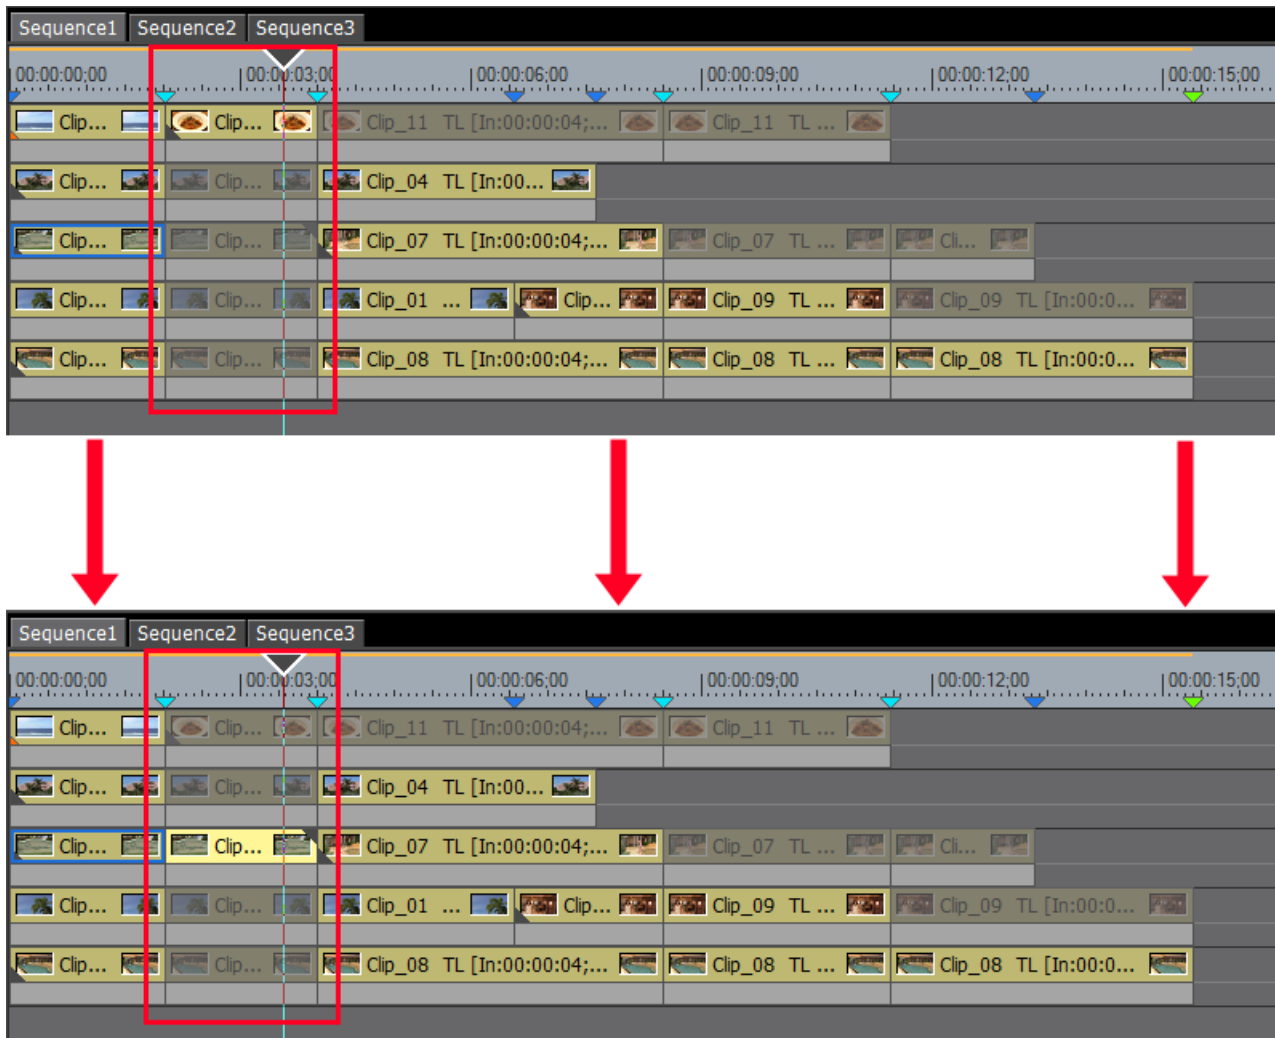 Sequence1 Sequence2 Sequence3
00:00:00;00 00:00:03;00 00:00:06;00 00:00:09;00 00:00:12;00 00:00:15;00
Clip... Clip... Clip_11 TL [In:00:00:04;... Clip_11 TL ...
Clip... Clip... Clip_04 TL [In:00...
Clip... Clip... Clip_07 TL [In:00:00:04;... Clip_07 TL ... Cli...
Clip... Clip... Clip_01 ... Clip... Clip_09 TL ... Clip_09 TL [In:00:0...
Clip... Clip... Clip_08 TL [In:00:00:04;... Clip_08 TL ... Clip_08 TL [In:00:0...
Sequence1 Sequence2 Sequence3
00:00:00;00 00:00:03;00 00:00:06;00 00:00:09;00 00:00:12;00 00:00:15;00
Clip... Clip... Clip_11 TL [In:00:00:04;... Clip_11 TL ...
Clip... Clip... Clip_04 TL [In:00...
Clip... Clip... Clip_07 TL [In:00:00:04;... Clip_07 TL ... Cli...
Clip... Clip... Clip_01 ... Clip... Clip_09 TL ... Clip_09 TL [In:00:0...
Clip... Clip... Clip_08 TL [In:00:00:04;... Clip_08 TL ... Clip_08 TL [In:00:0...